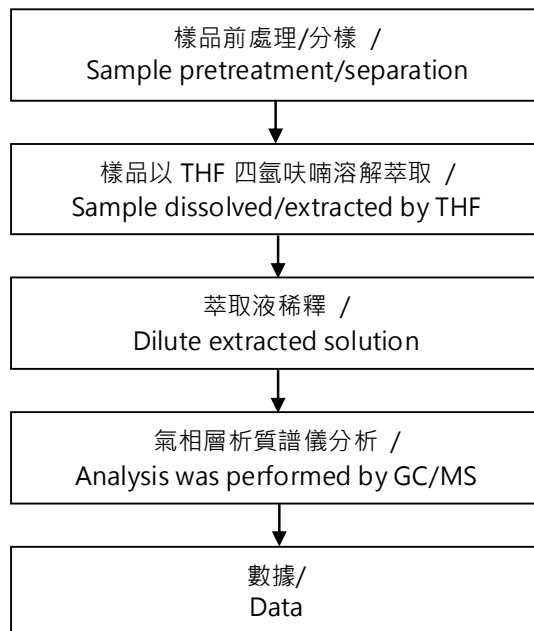 樣品前處理/分樣 /
Sample pretreatment/separation
樣品以 THF 四氫呋喃溶解萃取 /
Sample dissolved/extracted by THF
萃取液稀釋 /
Dilute extracted solution
氣相層析質譜儀分析 /
Analysis was performed by GC/MS
數據/
Data